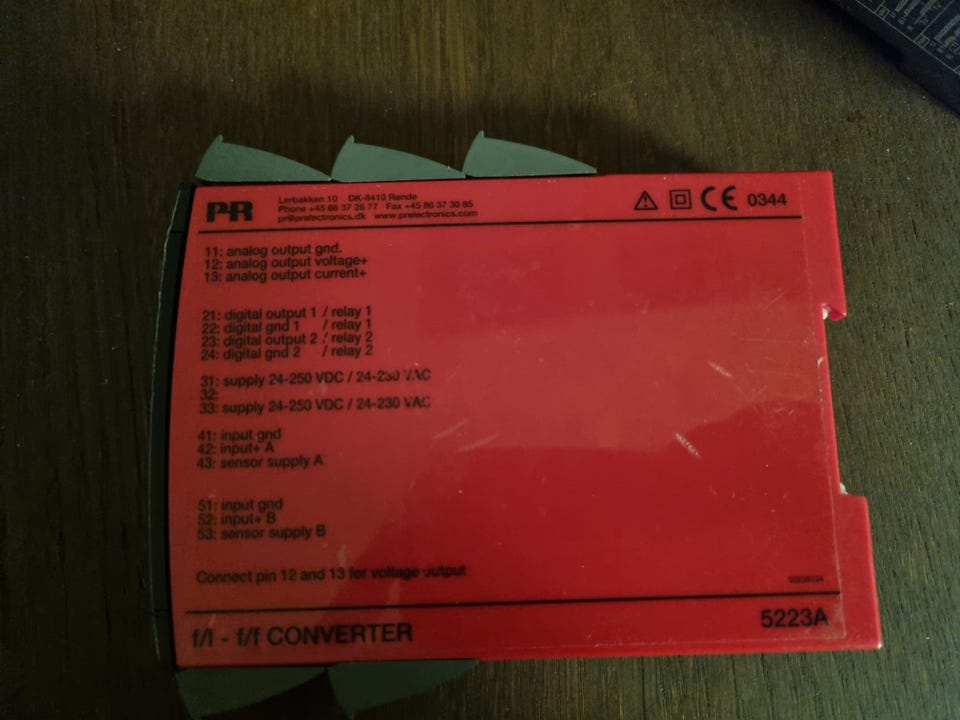 PR
Lerbakken 10 DK-8410 Rønde
Phone +45 86 37 26 77 Fax +45 86 37 30 85
pr@prelectronics.dk www.prelectronics.com
CE 0344
11: analog output gnd.
12: analog output voltage+
13: analog output current+
21: digital output 1 / relay 1
22: digital gnd 1 / relay 1
23: digital output 2 / relay 2
24: digital gnd 2 / relay 2
31: supply 24-250 VDC / 24-230 VAC
32:
33: supply 24-250 VDC / 24-230 VAC
41: input gnd
42: input+ A
43: sensor supply A
51: input gnd
52: input+ B
53: sensor supply B
Connect pin 12 and 13 for voltage output
f/I - f/f CONVERTER
5223A